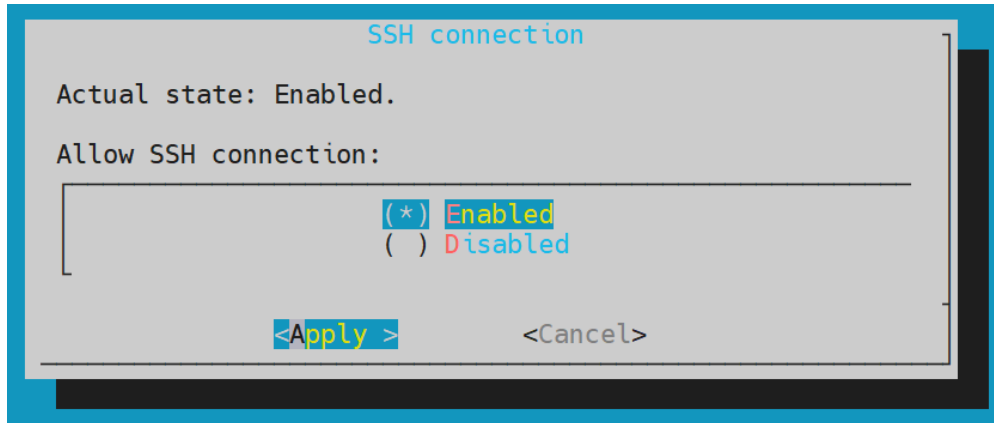 SSH connection
Actual state: Enabled.
Allow SSH connection:
(*) Enabled
( ) Disabled
<Apply > <Cancel>